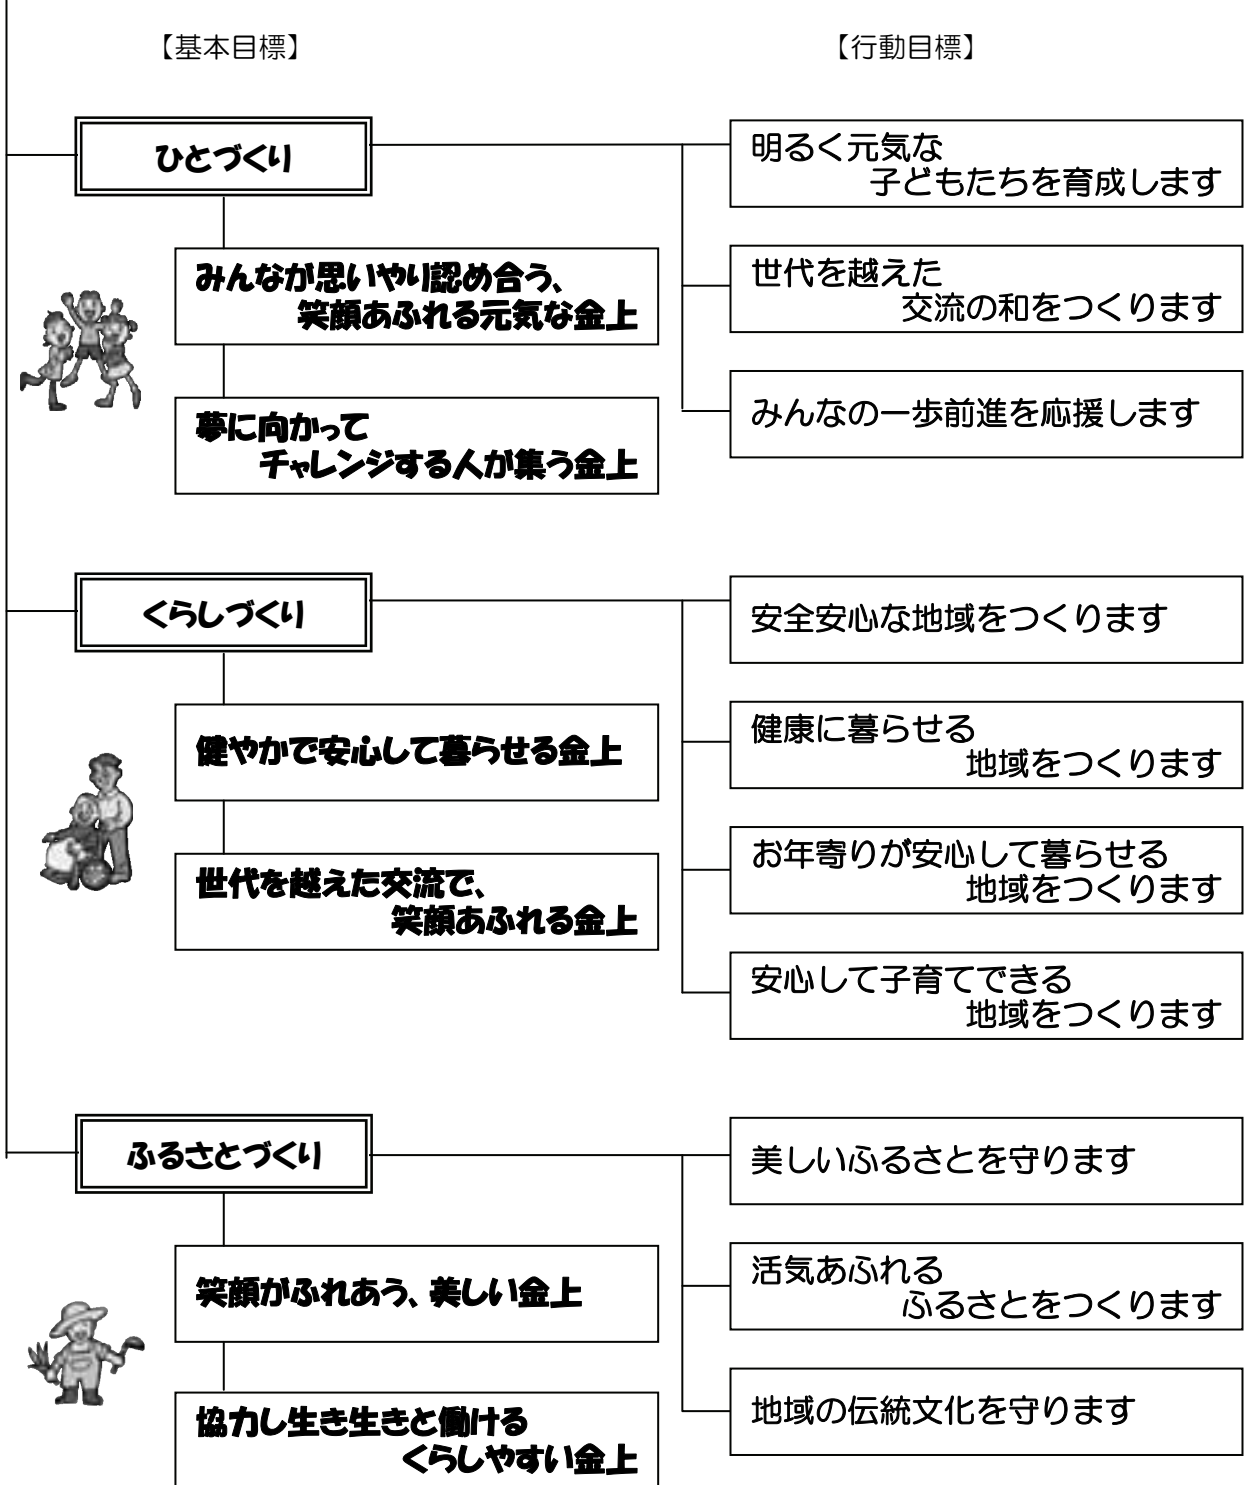 【基本目標】
【行動目標】
ひとづくり
みんなが思いやり認め合う、
笑顔あふれる元気な金上
夢に向かって
チャレンジする人が集う金上
明るく元気な
子どもたちを育成します
世代を越えた
交流の和をつくります
みんなの一歩前進を応援します
くらしづくり
健やかで安心して暮らせる金上
世代を越えた交流で、
笑顔あふれる金上
安全安心な地域をつくります
健康に暮らせる
地域をつくります
お年寄りが安心して暮らせる
地域をつくります
安心して子育てできる
地域をつくります
ふるさとづくり
笑顔がふれあう、美しい金上
協力し生き生きと働ける
くらしやすい金上
美しいふるさとを守ります
活気あふれる
ふるさとをつくります
地域の伝統文化を守ります